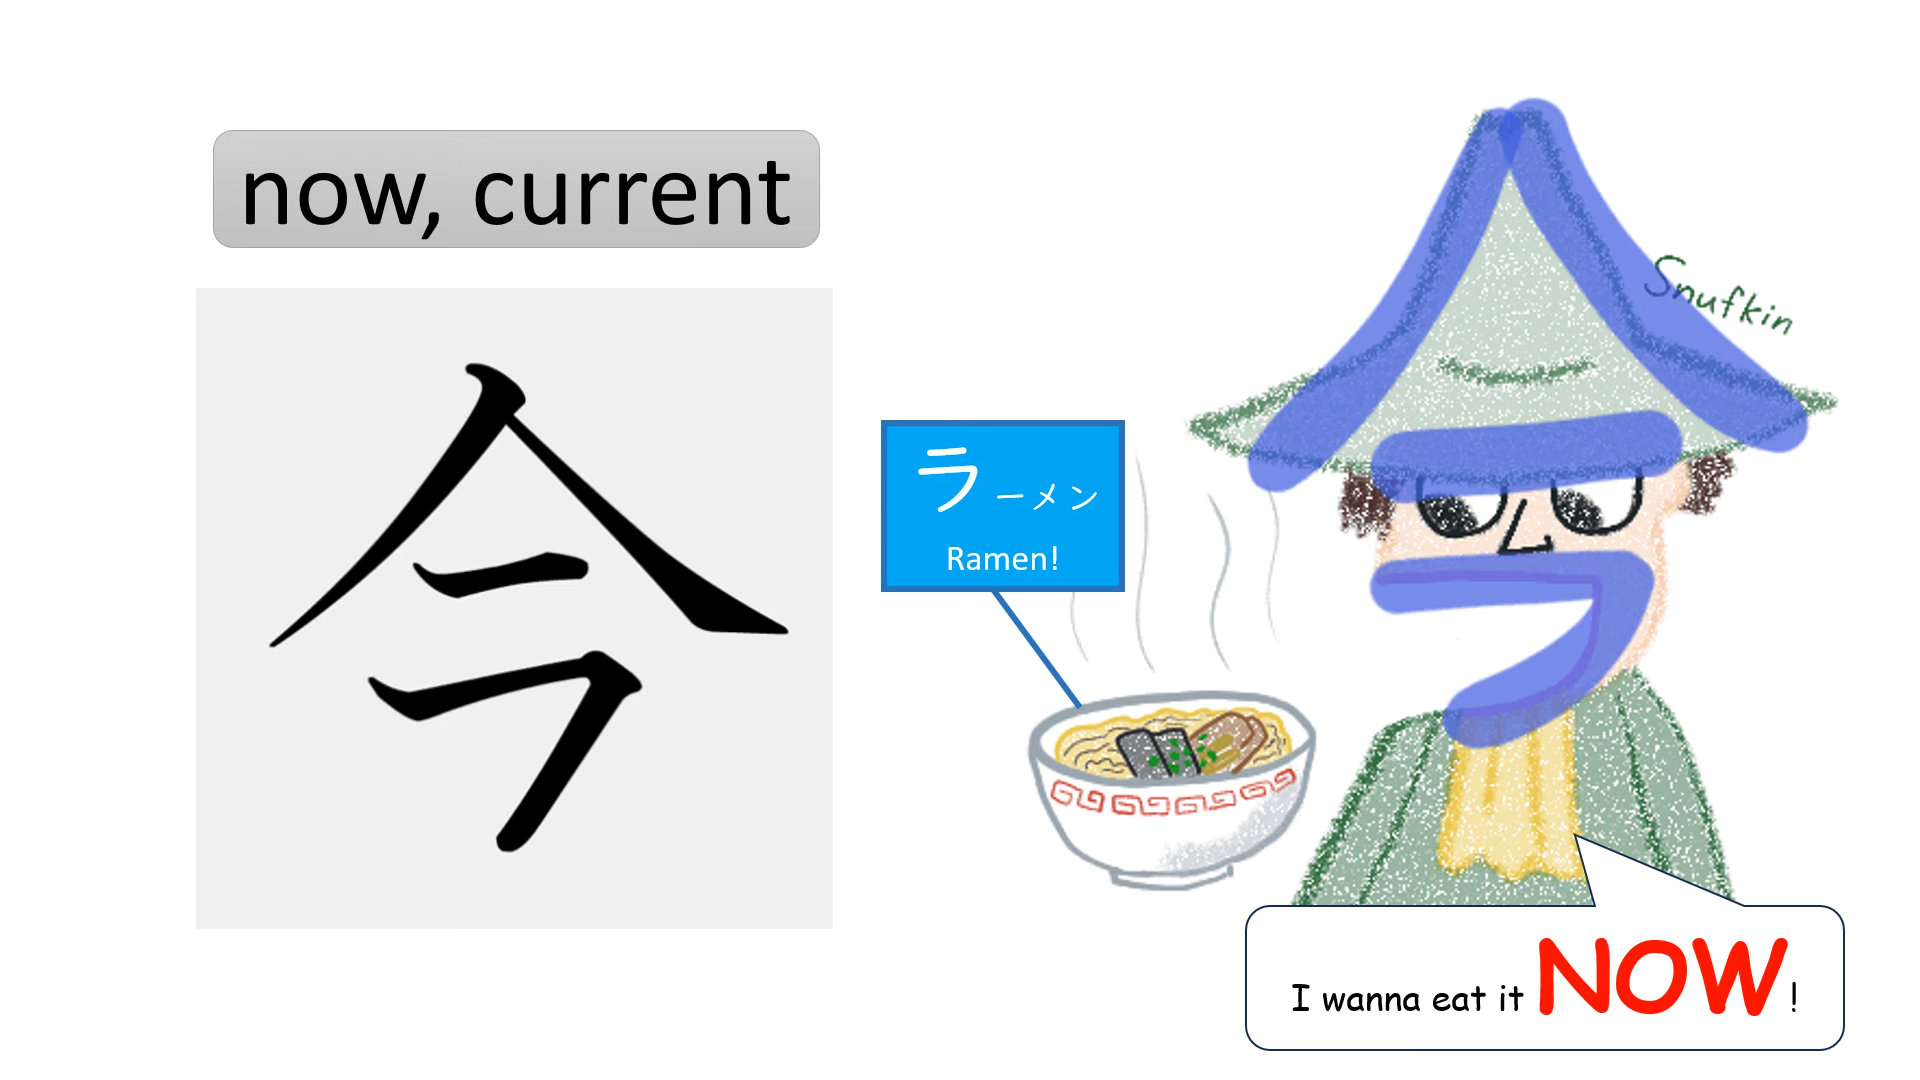 now, current
今
Snufkin
ラーメン
Ramen!
I wanna eat it NOW!